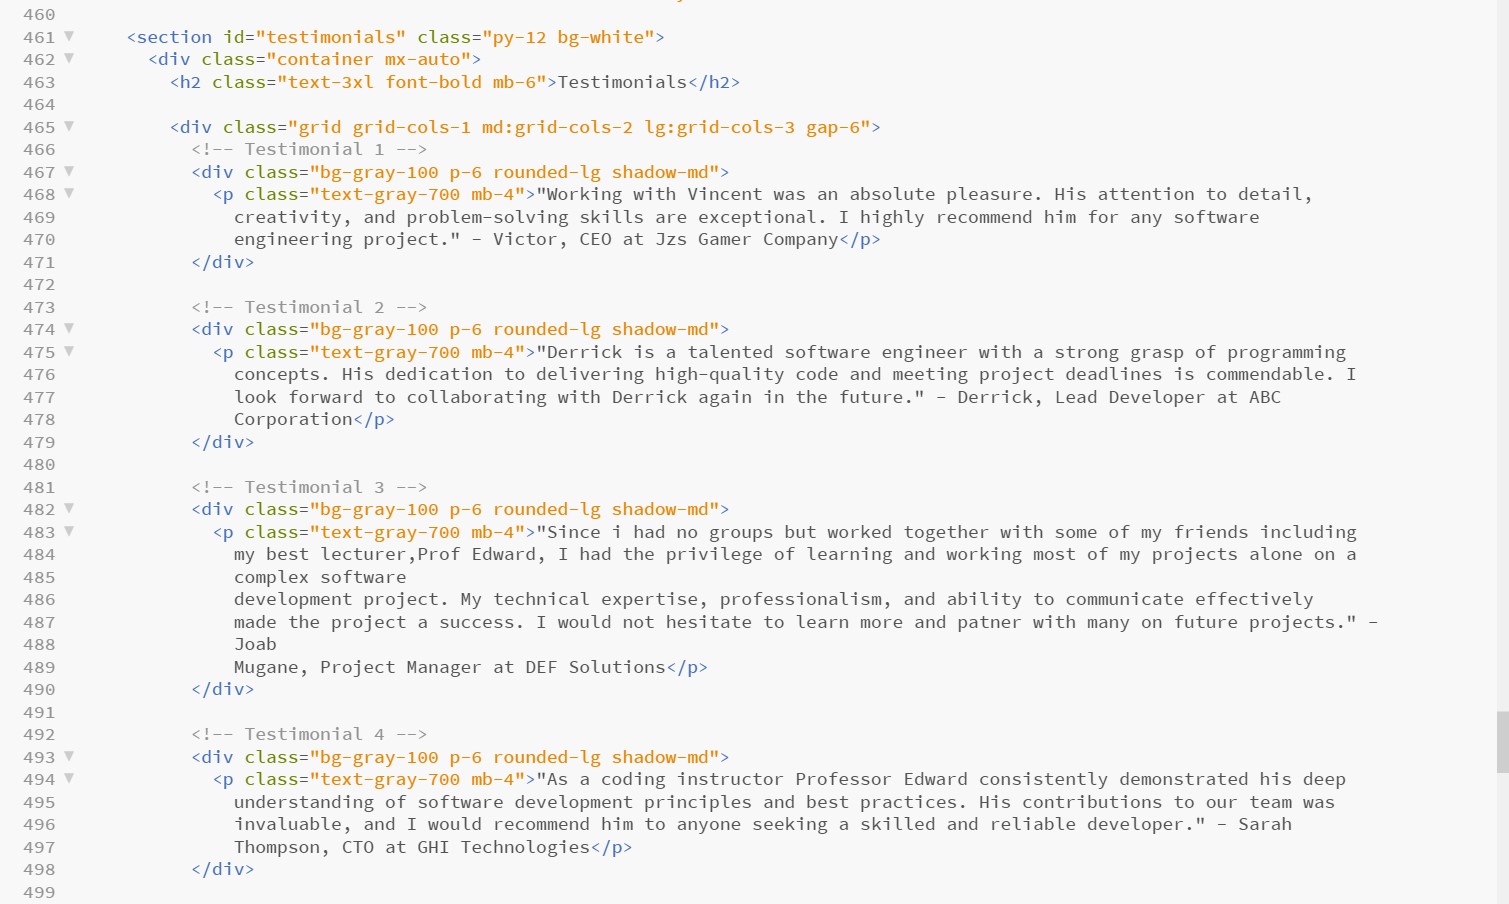 460
461 <section id="testimonials" class="py-12 bg-white">
462 <div class="container mx-auto">
463 <h2 class="text-3xl font-bold mb-6">Testimonials</h2>
464
465 <div class="grid grid-cols-1 md:grid-cols-2 lg:grid-cols-3 gap-6">
466 <!-- Testimonial 1 -->
467 <div class="bg-gray-100 p-6 rounded-lg shadow-md">
468 <p class="text-gray-700 mb-4">"Working with Vincent was an absolute pleasure. His attention to detail,
469 creativity, and problem-solving skills are exceptional. I highly recommend him for any software
470 engineering project." - Victor, CEO at Jzs Gamer Company</p>
471 </div>
472
473 <!-- Testimonial 2 -->
474 <div class="bg-gray-100 p-6 rounded-lg shadow-md">
475 <p class="text-gray-700 mb-4">"Derrick is a talented software engineer with a strong grasp of programming
476 concepts. His dedication to delivering high-quality code and meeting project deadlines is commendable. I
477 look forward to collaborating with Derrick again in the future." - Derrick, Lead Developer at ABC
478 Corporation</p>
479 </div>
480
481 <!-- Testimonial 3 -->
482 <div class="bg-gray-100 p-6 rounded-lg shadow-md">
483 <p class="text-gray-700 mb-4">"Since i had no groups but worked together with some of my friends including
484 my best lecturer,Prof Edward, I had the privilege of learning and working most of my projects alone on a
485 complex software
486 development project. My technical expertise, professionalism, and ability to communicate effectively
487 made the project a success. I would not hesitate to learn more and patner with many on future projects." -
488 Joab
489 Mugane, Project Manager at DEF Solutions</p>
490 </div>
491
492 <!-- Testimonial 4 -->
493 <div class="bg-gray-100 p-6 rounded-lg shadow-md">
494 <p class="text-gray-700 mb-4">"As a coding instructor Professor Edward consistently demonstrated his deep
495 understanding of software development principles and best practices. His contributions to our team was
496 invaluable, and I would recommend him to anyone seeking a skilled and reliable developer." - Sarah
497 Thompson, CTO at GHI Technologies</p>
498 </div>
499